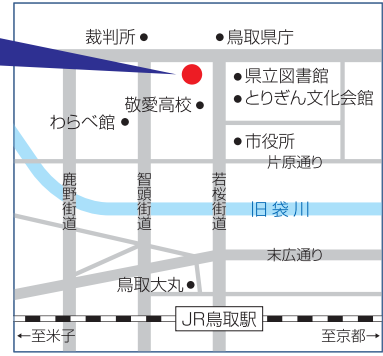 裁判所
鳥取県庁
県立図書館
とりぎん文化会館
敬愛高校
わらべ館
市役所
片原通り
鹿野街道
智頭街道
若桜街道
旧袋川
末広通り
鳥取大丸
JR鳥取駅
←至米子
至京都→